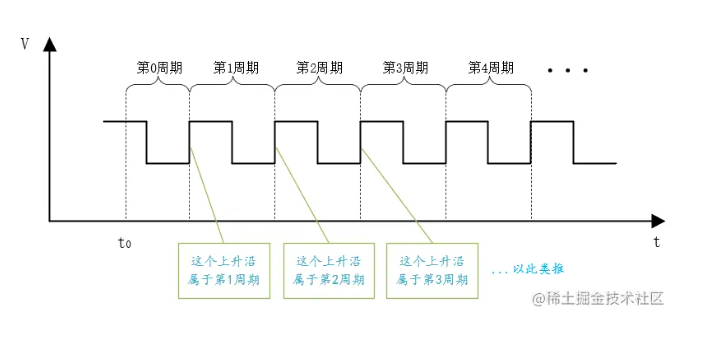 V
第0周期
第1周期
第2周期
第3周期
第4周期
...
t0
t
这个上升沿
属于第1周期
这个上升沿
属于第2周期
这个上升沿
属于第3周期
...以此类推
@稀土掘金技术社区